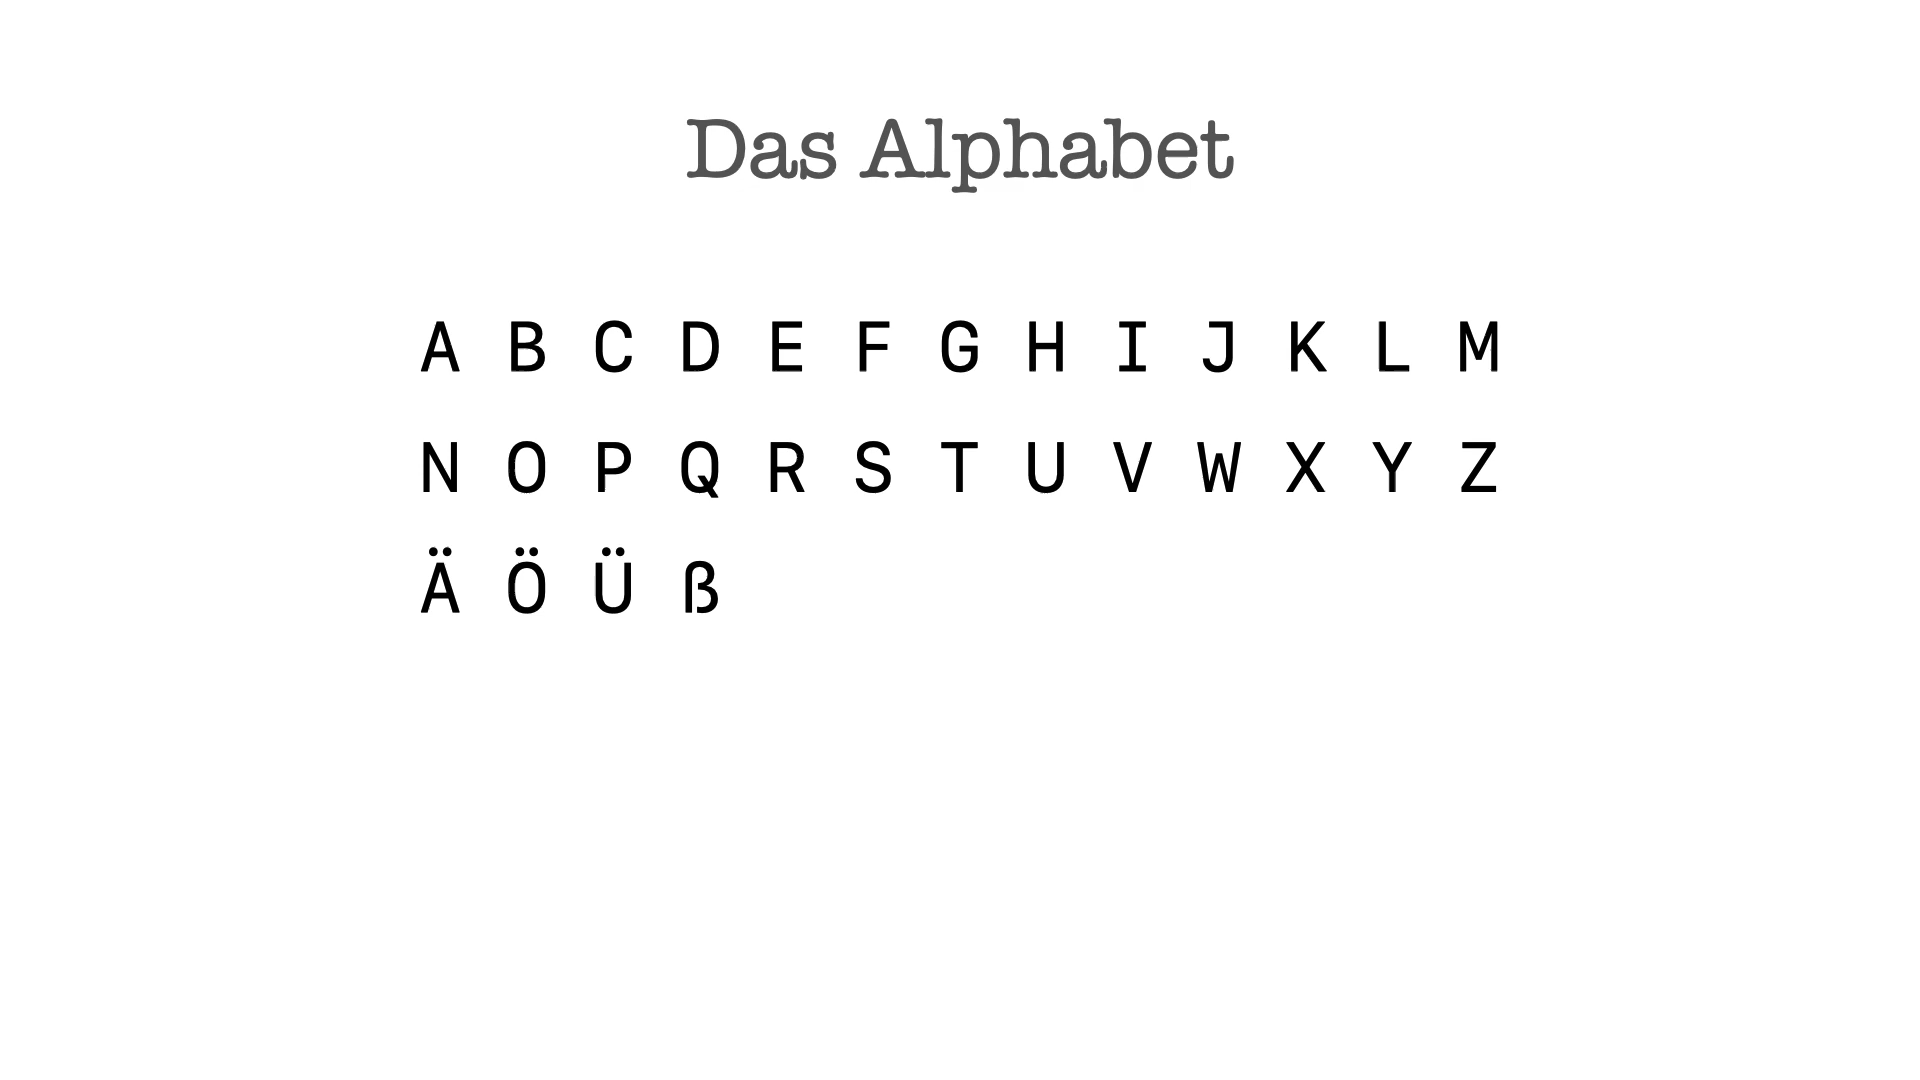 Das Alphabet
A B C D E F G H I J K L M
N O P Q R S T U V W X Y Z
Ä Ö Ü ß